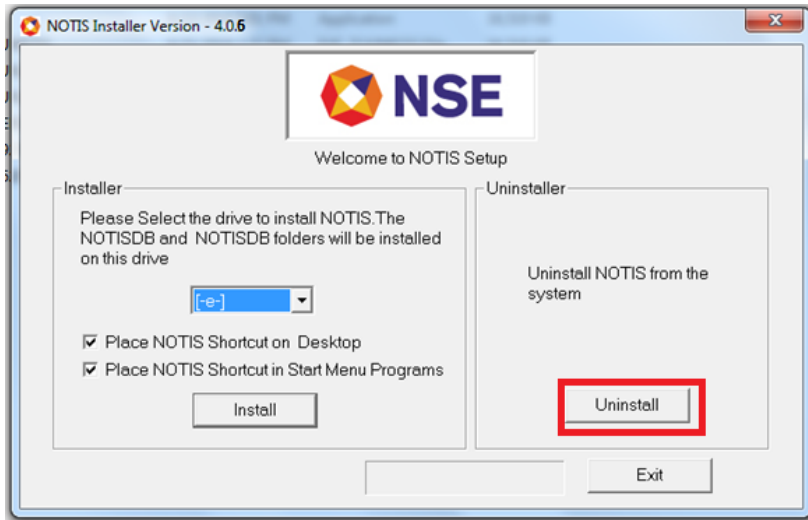 NOTIS Installer Version - 4.0.6
NSE
Welcome to NOTIS Setup
Installer
Please Select the drive to install NOTIS.The
NOTISDB and NOTISDB folders will be installed
on this drive
[-e-]
Place NOTIS Shortcut on Desktop
Place NOTIS Shortcut in Start Menu Programs
Install
Uninstaller
Uninstall NOTIS from the
system
Uninstall
Exit